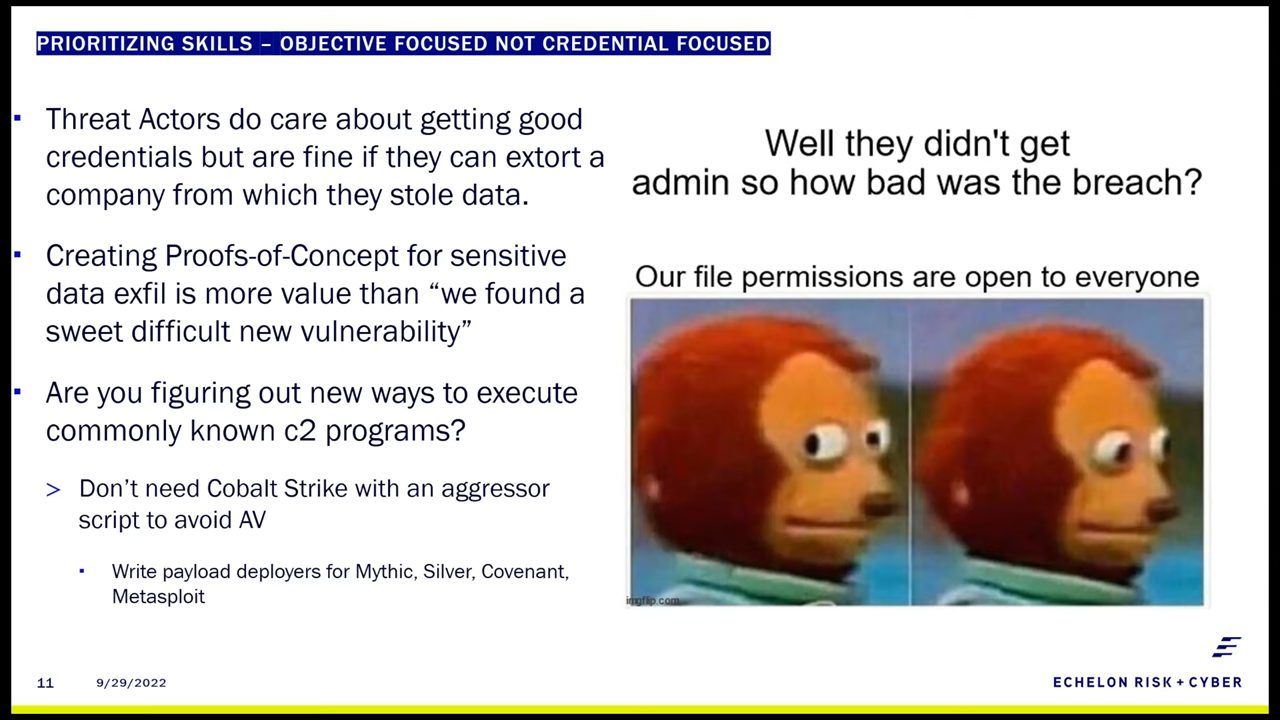 PRIORITIZING SKILLS – OBJECTIVE FOCUSED NOT CREDENTIAL FOCUSED
▪ Threat Actors do care about getting good
credentials but are fine if they can extort a
company from which they stole data.
▪ Creating Proofs-of-Concept for sensitive
data exfil is more value than “we found a
sweet difficult new vulnerability”
▪ Are you figuring out new ways to execute
commonly known c2 programs?
> Don’t need Cobalt Strike with an aggressor
script to avoid AV
▪ Write payload deployers for Mythic, Silver, Covenant,
Metasploit
Well they didn't get
admin so how bad was the breach?
Our file permissions are open to everyone
imgflip.com
11
9/29/2022
ECHELON RISK + CYBER